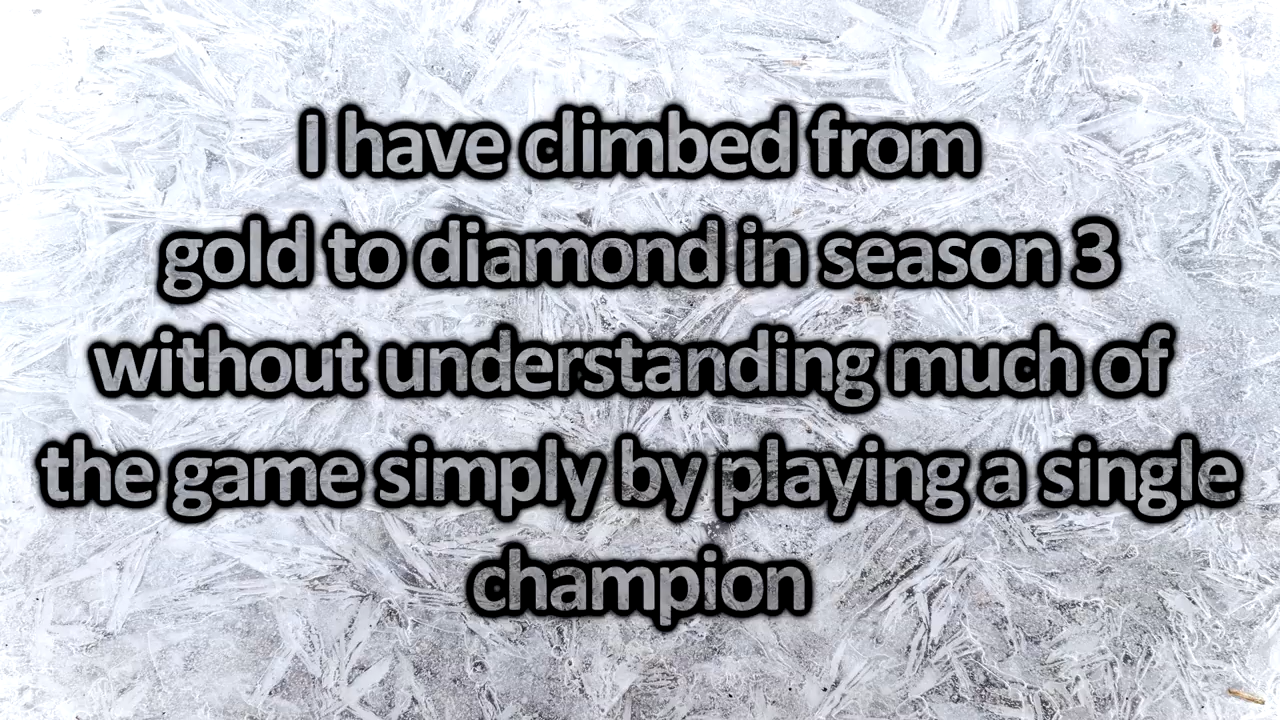 I have climbed from
gold to diamond in season 3
without understanding much of
the game simply by playing a single
champion